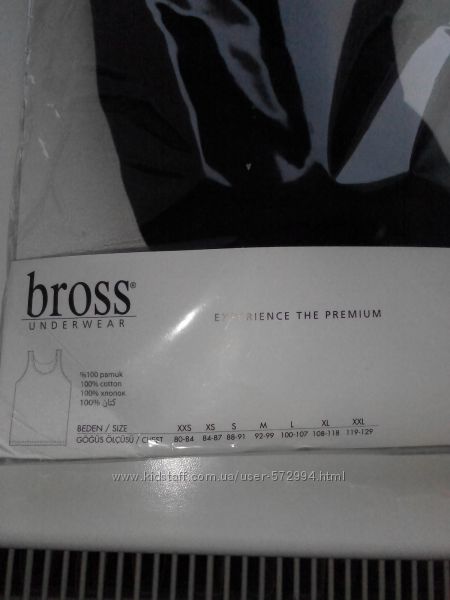 bross®
UNDERWEAR
EXPERIENCE THE PREMIUM
%100 pamuk
100% cotton
100% хлопок
100% كتان
BEDEN / SIZE XXS XS S M L XL XXL
GÖĞÜS ÖLÇÜSÜ / CHEST 80-84 84-87 88-91 92-99 100-107 108-118 119-129
www.kidstaff.com.ua/user-572994.html